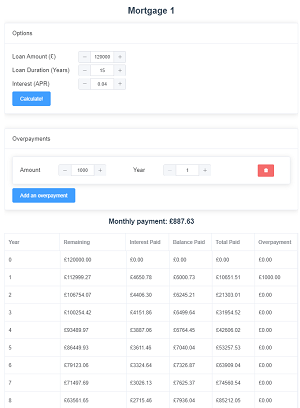 Mortgage 1
Options
Loan Amount (£) − 120000 +
Loan Duration (Years) − 15 +
Interest (APR) − 0.04 +
Calculate!
Overpayments
Amount − 1000 + Year − 1 +
Add an overpayment
Monthly payment: £887.63
Year Remaining Interest Paid Balance Paid Total Paid Overpayment
0 £120000.00 £0.00 £0.00 £0.00 £0.00
1 £112999.27 £4650.78 £6000.73 £10651.51 £1000.00
2 £106754.07 £4406.30 £6245.21 £21303.01 £0.00
3 £100254.42 £4151.86 £6499.64 £31954.52 £0.00
4 £93489.97 £3887.06 £6764.45 £42606.02 £0.00
5 £86448.93 £3611.46 £7040.04 £53257.53 £0.00
6 £79123.06 £3324.64 £7326.87 £63909.04 £0.00
7 £71497.69 £3026.13 £7625.37 £74560.54 £0.00
8 £63561.65 £2715.46 £7936.04 £85212.05 £0.00